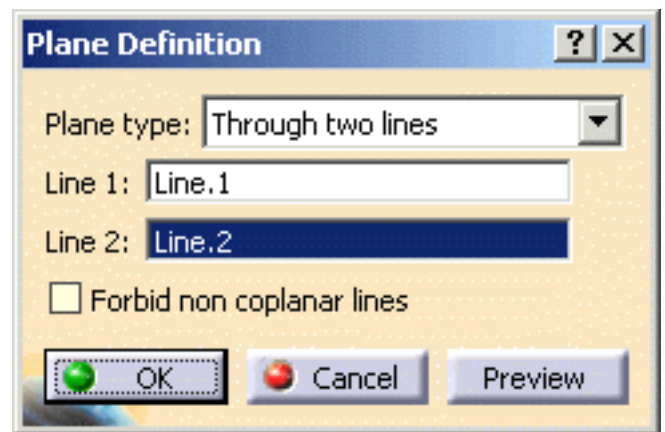 Plane Definition ? X
Plane type: Through two lines
Line 1: Line.1
Line 2: Line.2
Forbid non coplanar lines
OK Cancel Preview